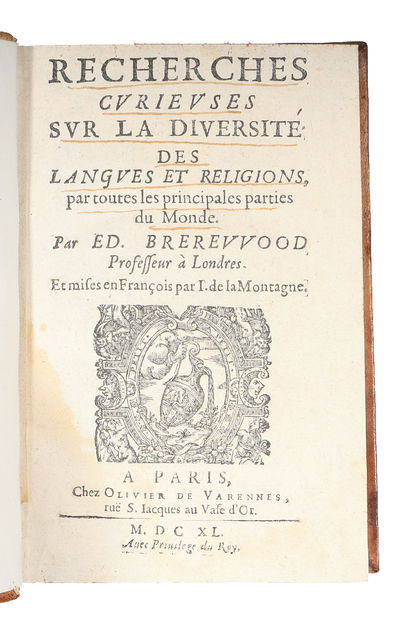 RECHERCHES
CVRIEVSES
SVR LA DIVERSITÉ
DES
LANGVES ET RELIGIONS,
par toutes les principales parties
du Monde.
Par ED. BREREVVOOD
Professeur à Londres.
Et mises en François par I. de la Montagne.
A PARIS,
Chez OLIVIER DE VARENNES,
ruë S. Iacques au Vase d'Or.
M. DC XL.
Avec Privilege du Roy.